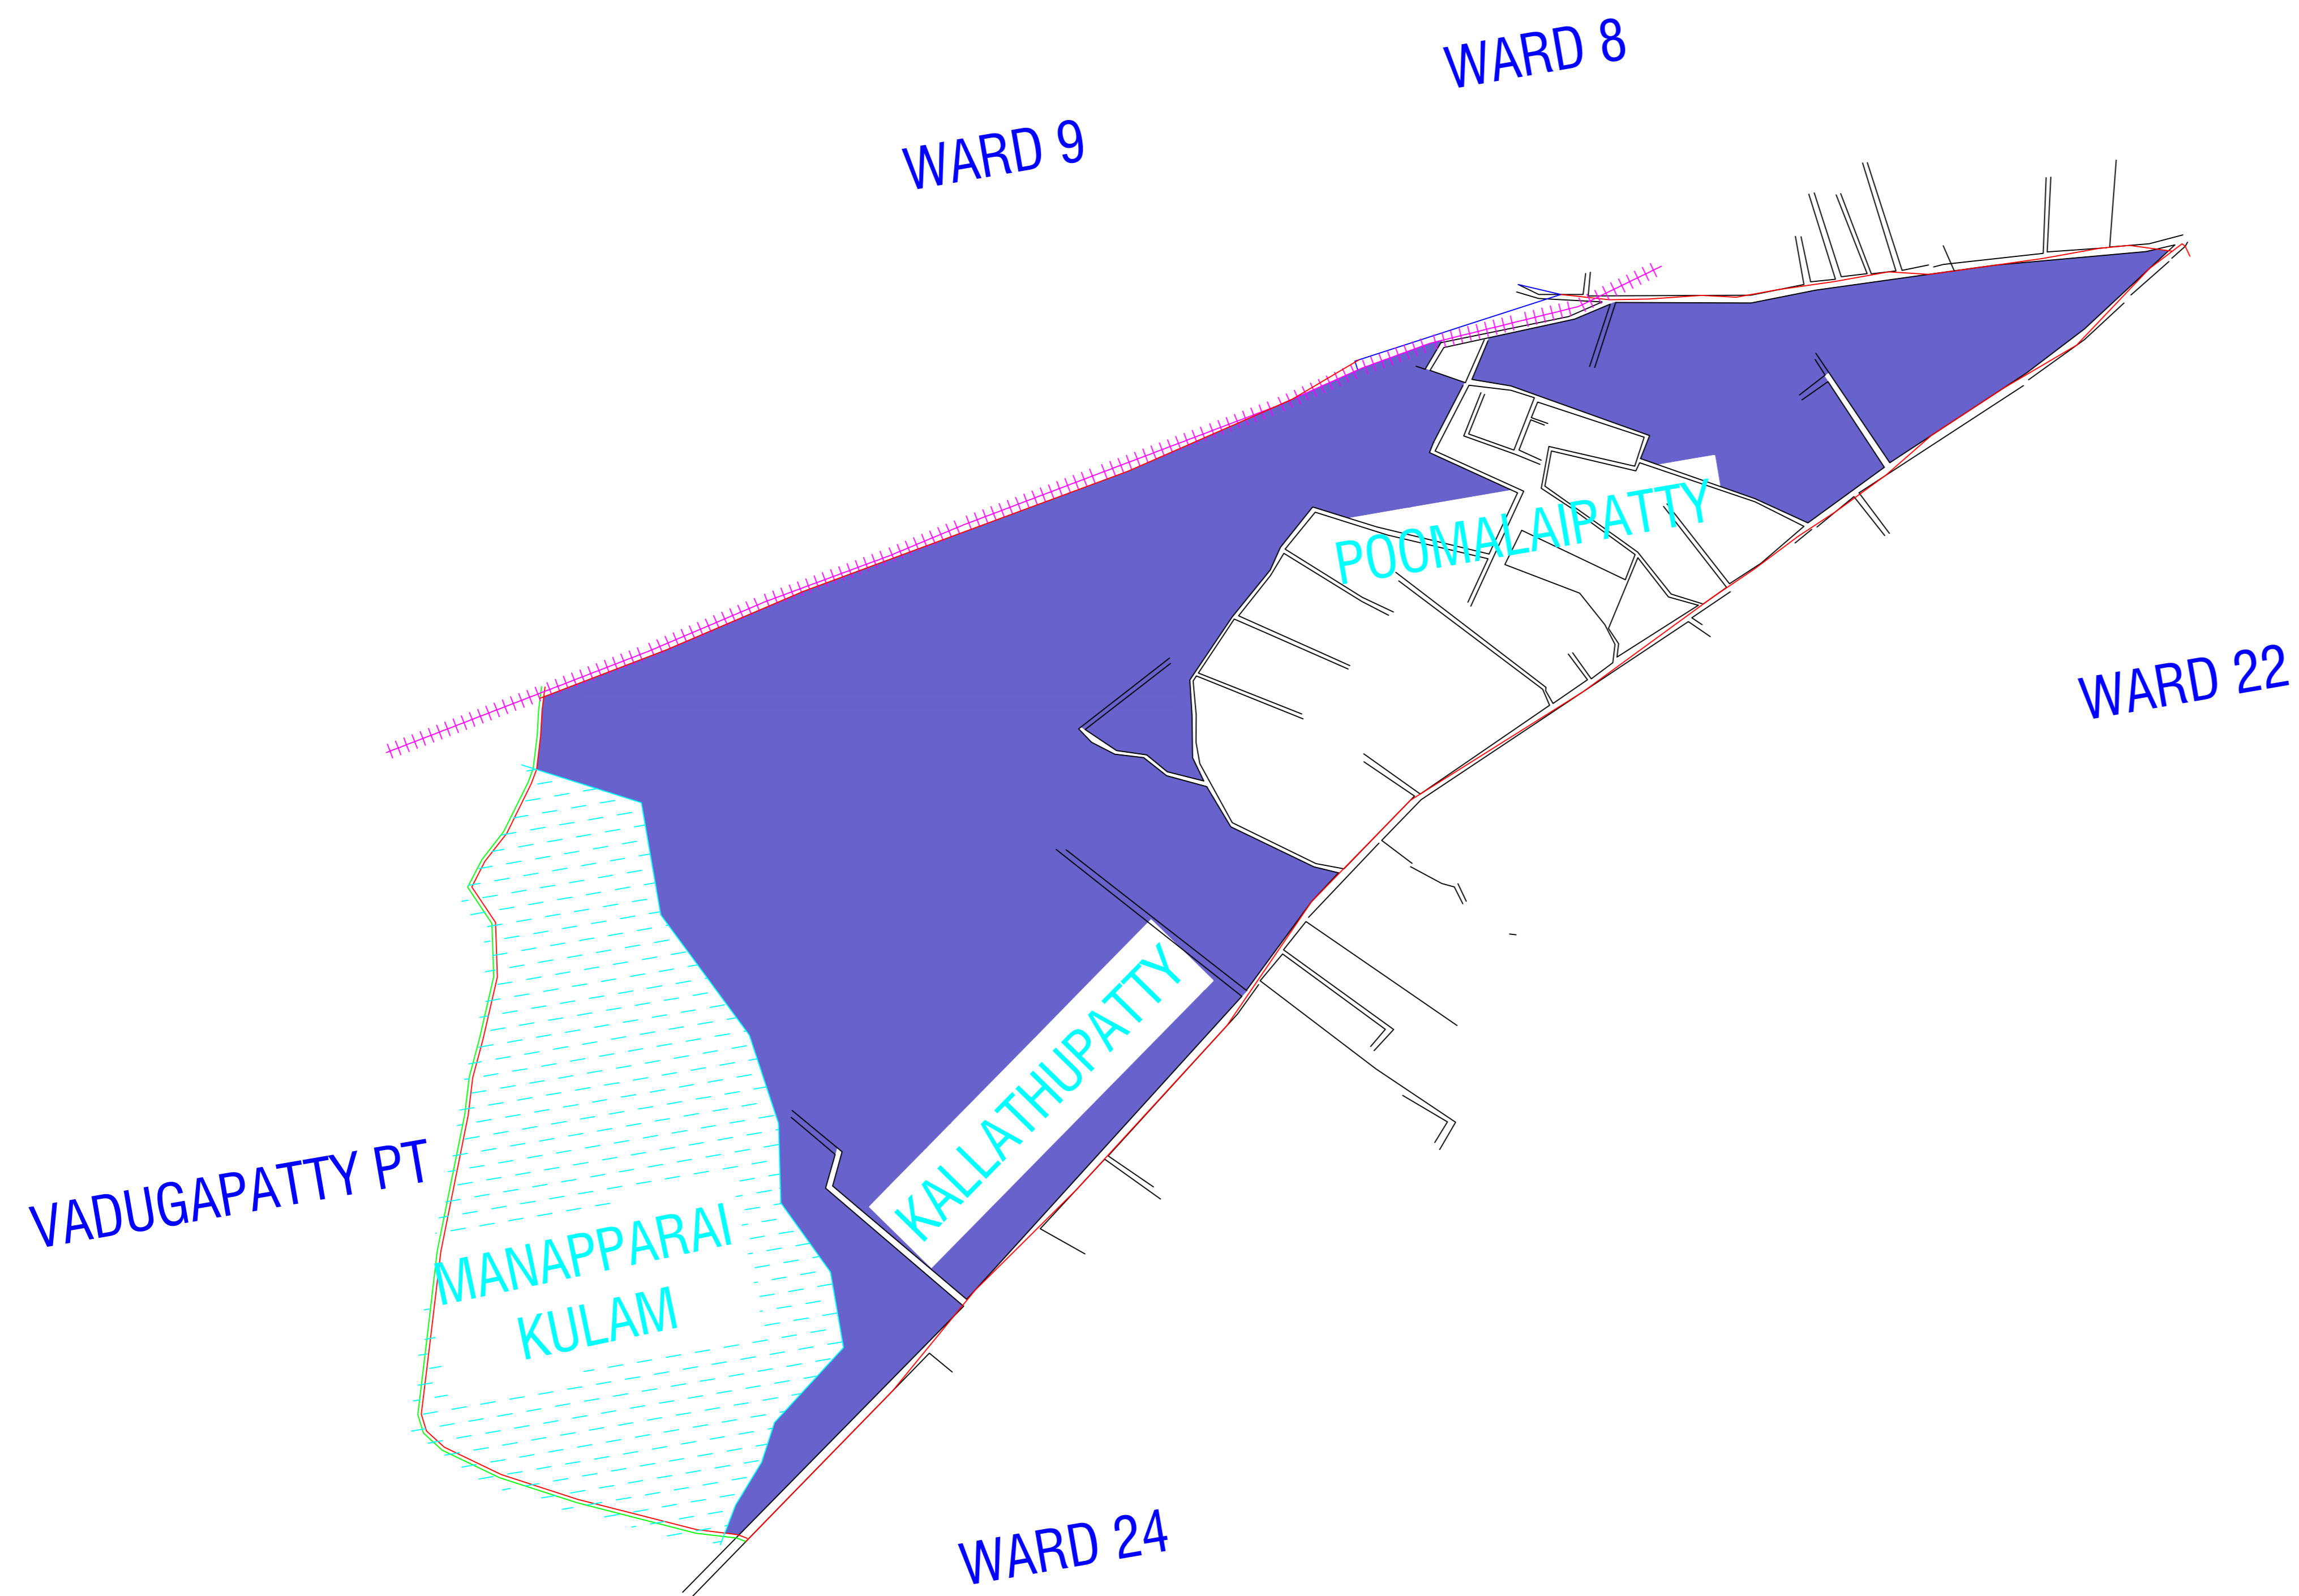 WARD 8
WARD 9
POOMALAIPATTY
WARD 22
KALLATHUPATTY
VADUGAPATTY PT
MANAPPARAI
KULAM
WARD 24